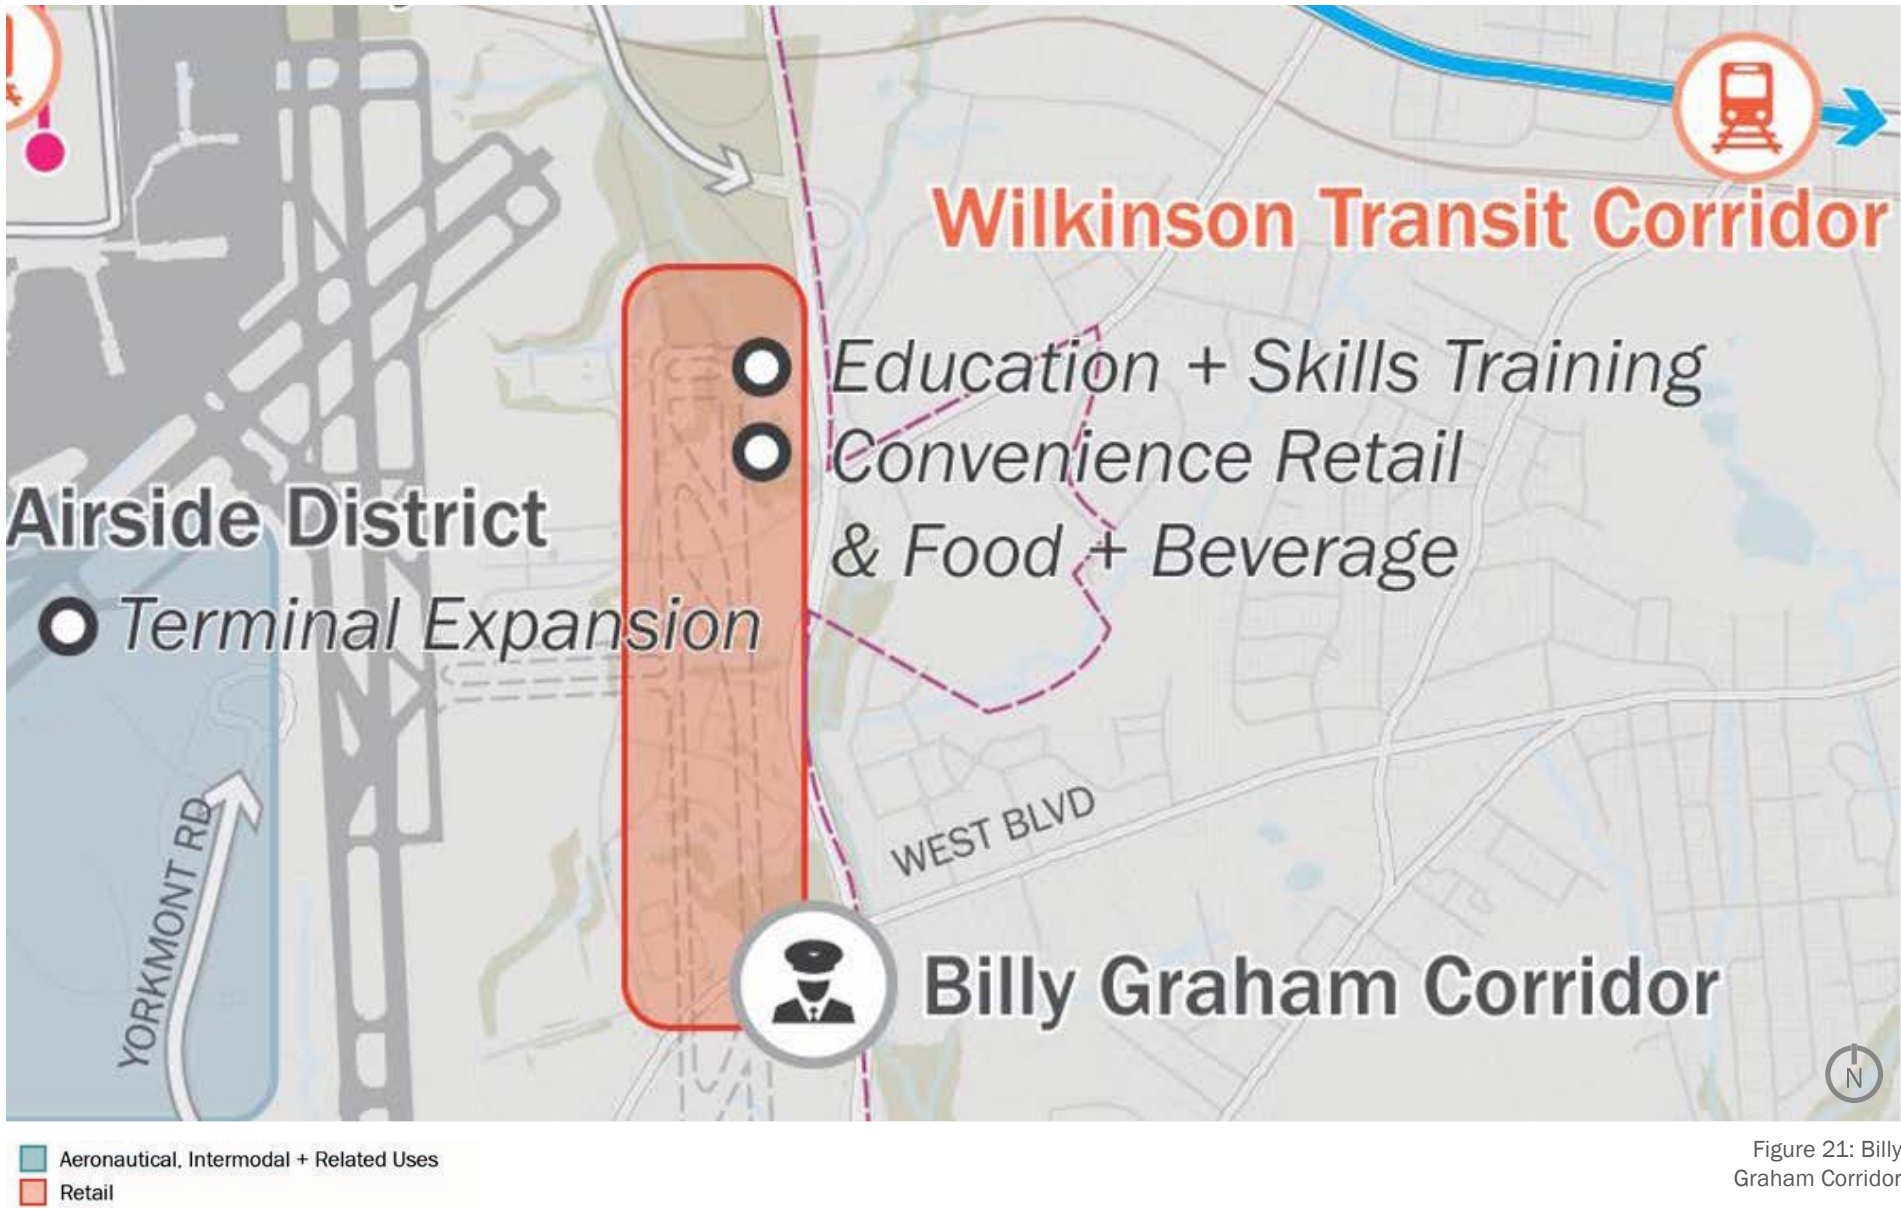 Wilkinson Transit Corridor
Education + Skills Training
Convenience Retail
& Food + Beverage
Airside District
Terminal Expansion
YORKMONT RD
WEST BLVD
Billy Graham Corridor
N
Aeronautical, Intermodal + Related Uses
Retail
Figure 21: Billy
Graham Corridor